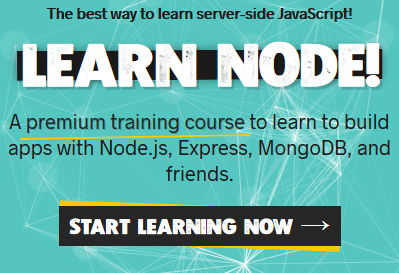 The best way to learn server-side JavaScript!
LEARN NODE!
A premium training course to learn to build
apps with Node.js, Express, MongoDB, and
friends.
START LEARNING NOW →